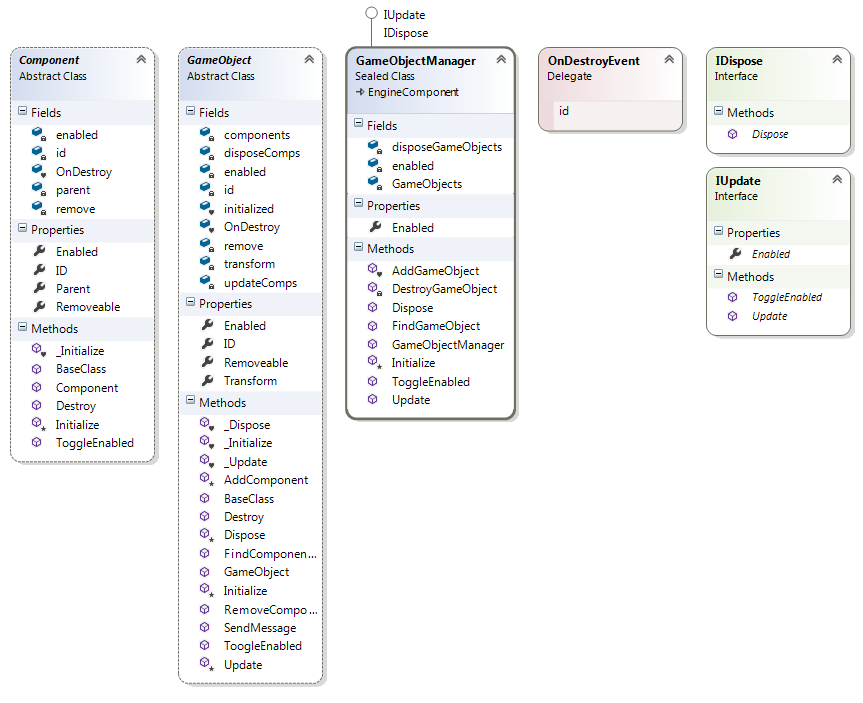 IUpdate
IDispose
Component
Abstract Class
Fields
enabled
id
OnDestroy
parent
remove
Properties
Enabled
ID
Parent
Removeable
Methods
_Initialize
BaseClass
Component
Destroy
Initialize
ToggleEnabled
GameObject
Abstract Class
Fields
components
disposeComps
enabled
id
initialized
OnDestroy
remove
transform
updateComps
Properties
Enabled
ID
Removeable
Transform
Methods
_Dispose
_Initialize
_Update
AddComponent
BaseClass
Destroy
Dispose
FindComponen...
GameObject
Initialize
RemoveCompo...
SendMessage
ToogleEnabled
Update
GameObjectManager
Sealed Class
EngineComponent
Fields
disposeGameObjects
enabled
GameObjects
Properties
Enabled
Methods
AddGameObject
DestroyGameObject
Dispose
FindGameObject
GameObjectManager
Initialize
ToggleEnabled
Update
OnDestroyEvent
Delegate
id
IDispose
Interface
Methods
Dispose
IUpdate
Interface
Properties
Enabled
Methods
ToggleEnabled
Update